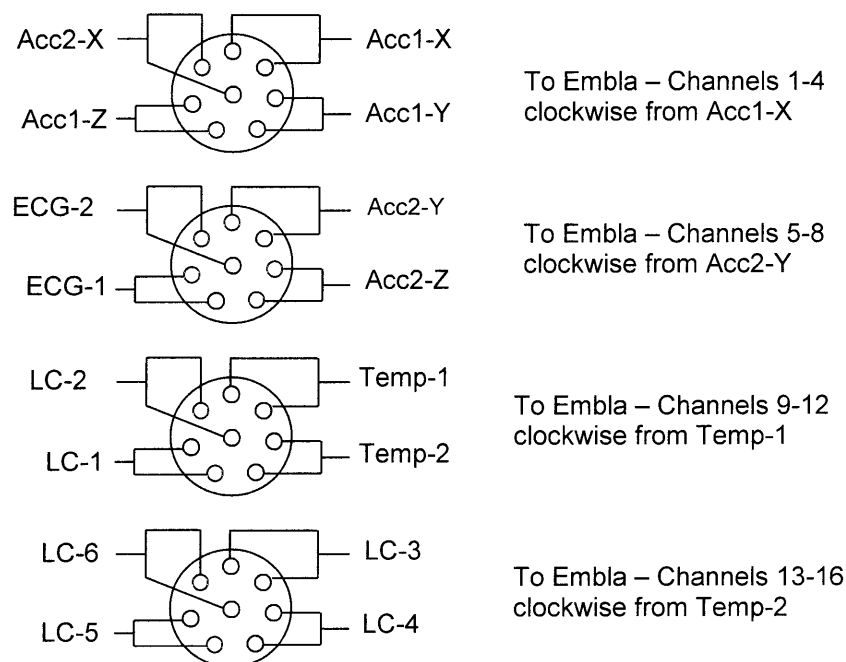 Acc2-X
Acc1-X
Acc1-Z
Acc1-Y
To Embla – Channels 1-4
clockwise from Acc1-X
ECG-2
Acc2-Y
ECG-1
Acc2-Z
To Embla – Channels 5-8
clockwise from Acc2-Y
LC-2
Temp-1
LC-1
Temp-2
To Embla – Channels 9-12
clockwise from Temp-1
LC-6
LC-3
LC-5
LC-4
To Embla – Channels 13-16
clockwise from Temp-2